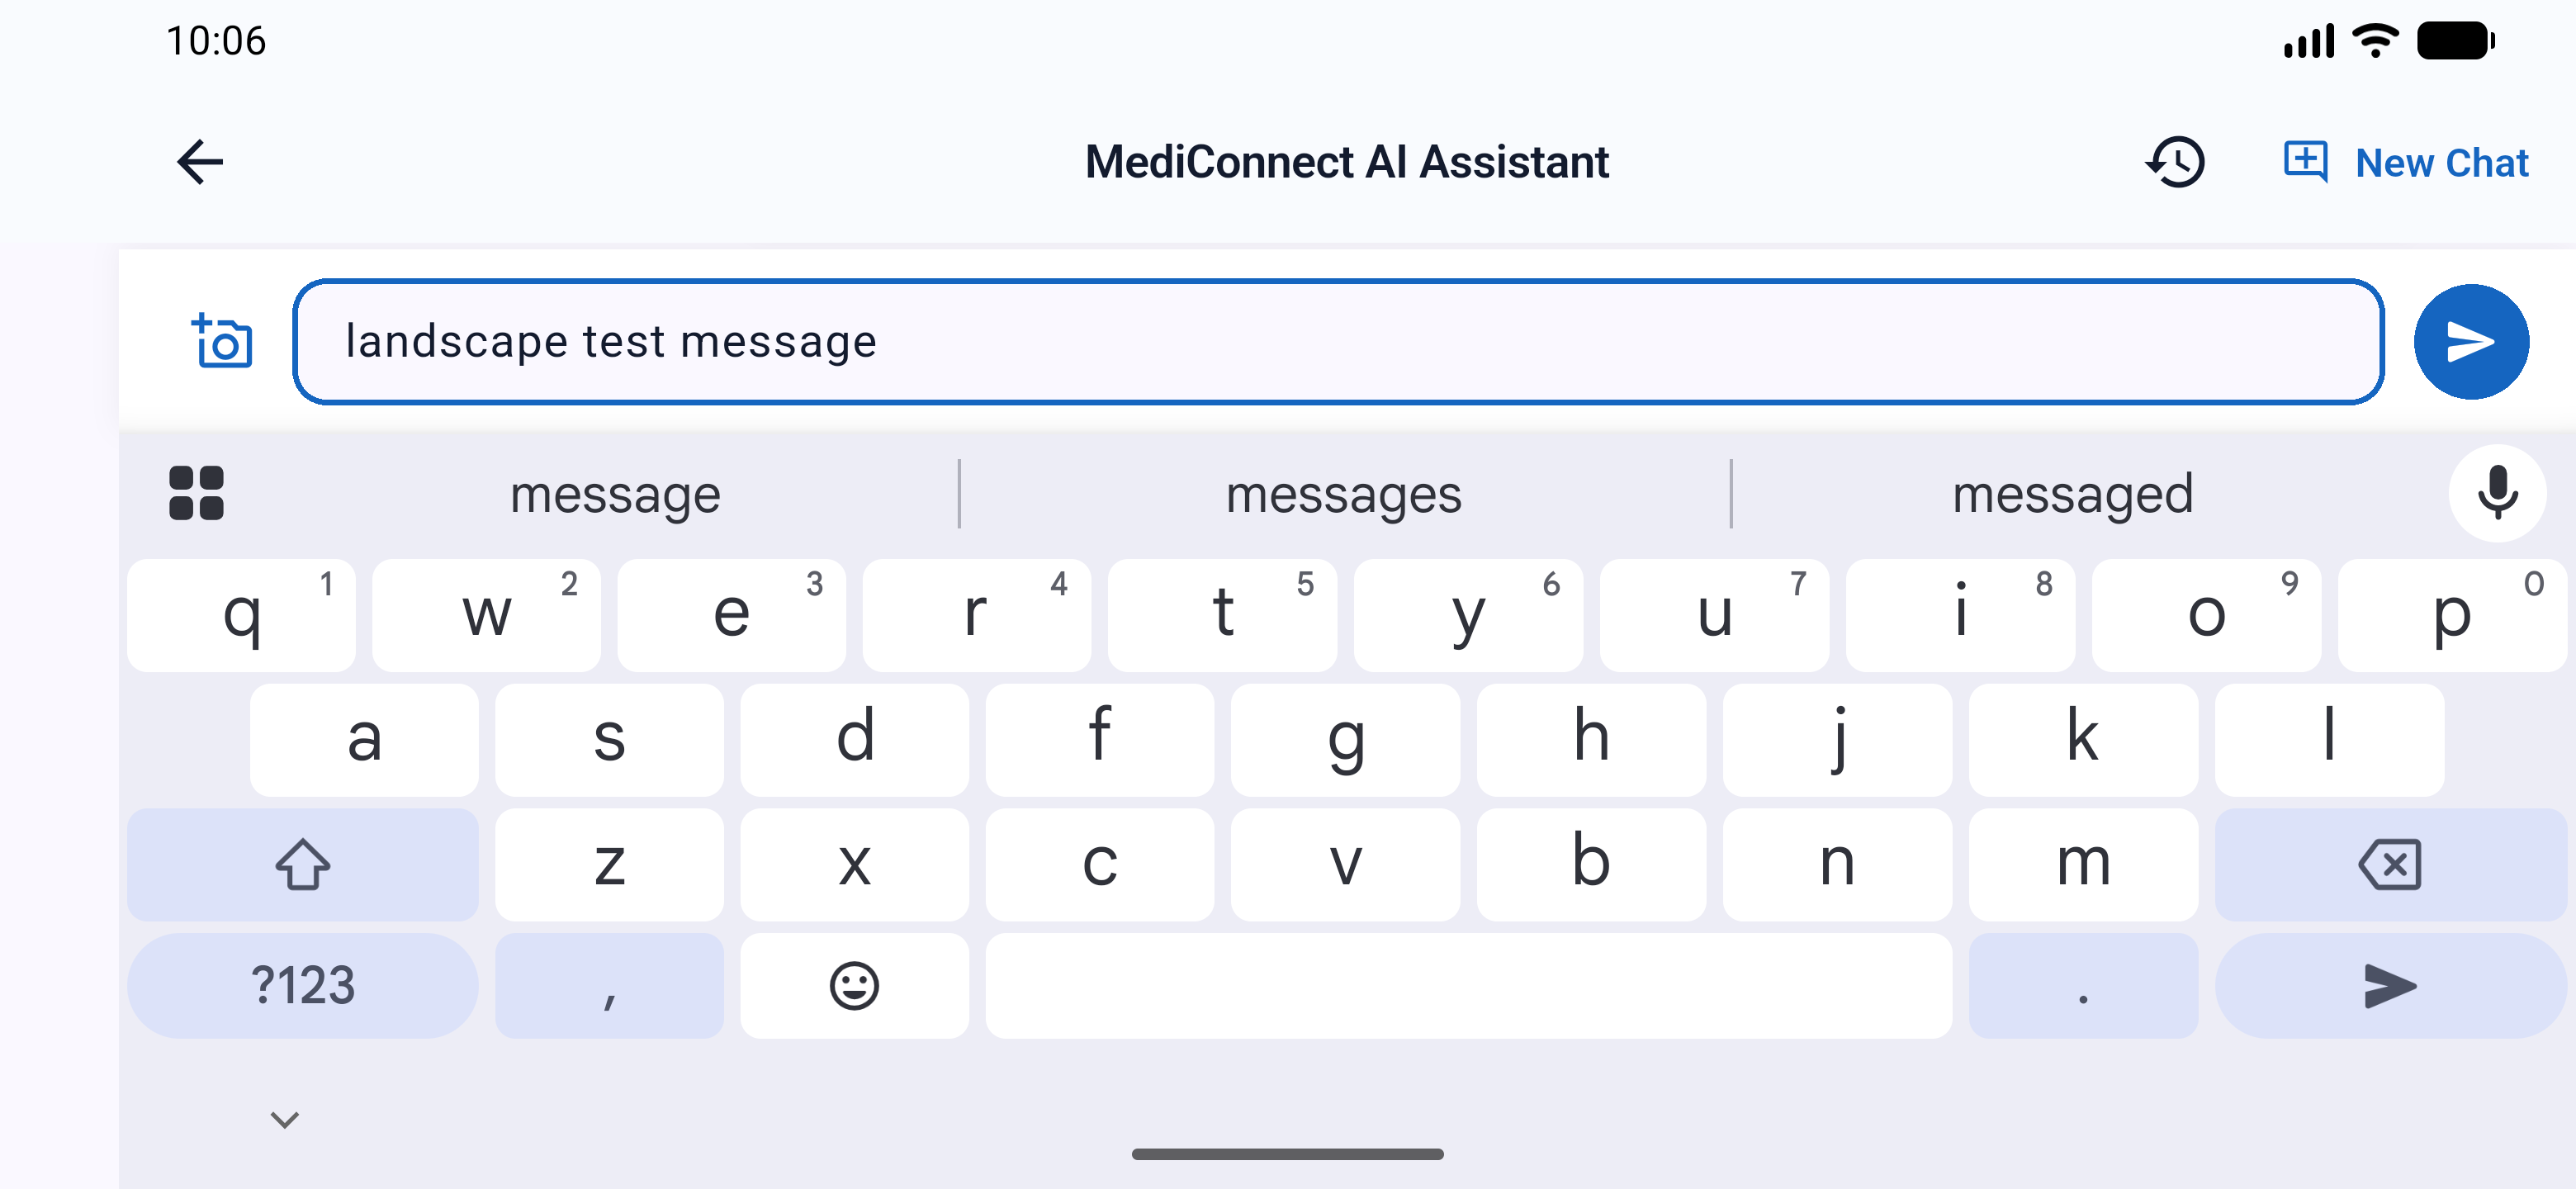 10:06
MediConnect AI Assistant
New Chat
landscape test message
message messages messaged
q 1 w 2 e 3 r 4 t 5 y 6 u 7 i 8 o 9 p 0
a s d f g h j k l
z x c v b n m
?123 , .